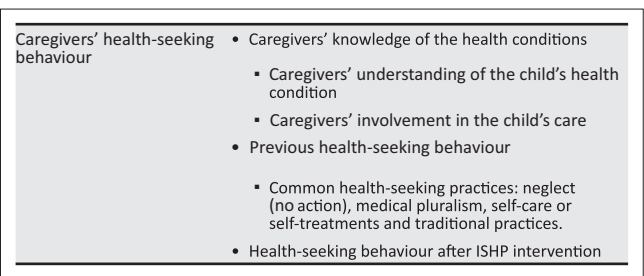 Caregivers’ health-seeking
behaviour
• Caregivers’ knowledge of the health conditions
▪ Caregivers’ understanding of the child’s health
condition
▪ Caregivers’ involvement in the child’s care
• Previous health-seeking behaviour
▪ Common health-seeking practices: neglect
(no action), medical pluralism, self-care or
self-treatments and traditional practices.
• Health-seeking behaviour after ISHP intervention